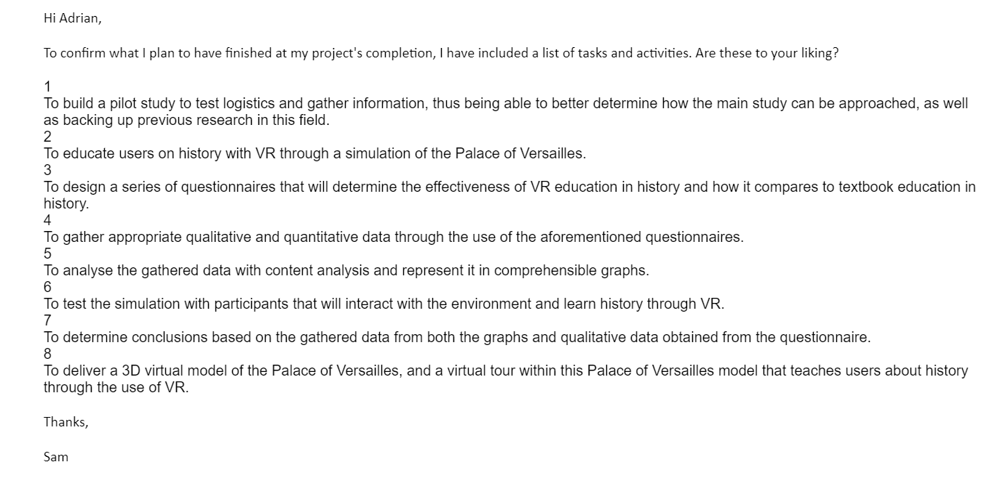 Hi Adrian,
To confirm what I plan to have finished at my project's completion, I have included a list of tasks and activities. Are these to your liking?
1
To build a pilot study to test logistics and gather information, thus being able to better determine how the main study can be approached, as well
as backing up previous research in this field.
2
To educate users on history with VR through a simulation of the Palace of Versailles.
3
To design a series of questionnaires that will determine the effectiveness of VR education in history and how it compares to textbook education in
history.
4
To gather appropriate qualitative and quantitative data through the use of the aforementioned questionnaires.
5
To analyse the gathered data with content analysis and represent it in comprehensible graphs.
6
To test the simulation with participants that will interact with the environment and learn history through VR.
7
To determine conclusions based on the gathered data from both the graphs and qualitative data obtained from the questionnaire.
8
To deliver a 3D virtual model of the Palace of Versailles, and a virtual tour within this Palace of Versailles model that teaches users about history
through the use of VR.
Thanks,
Sam